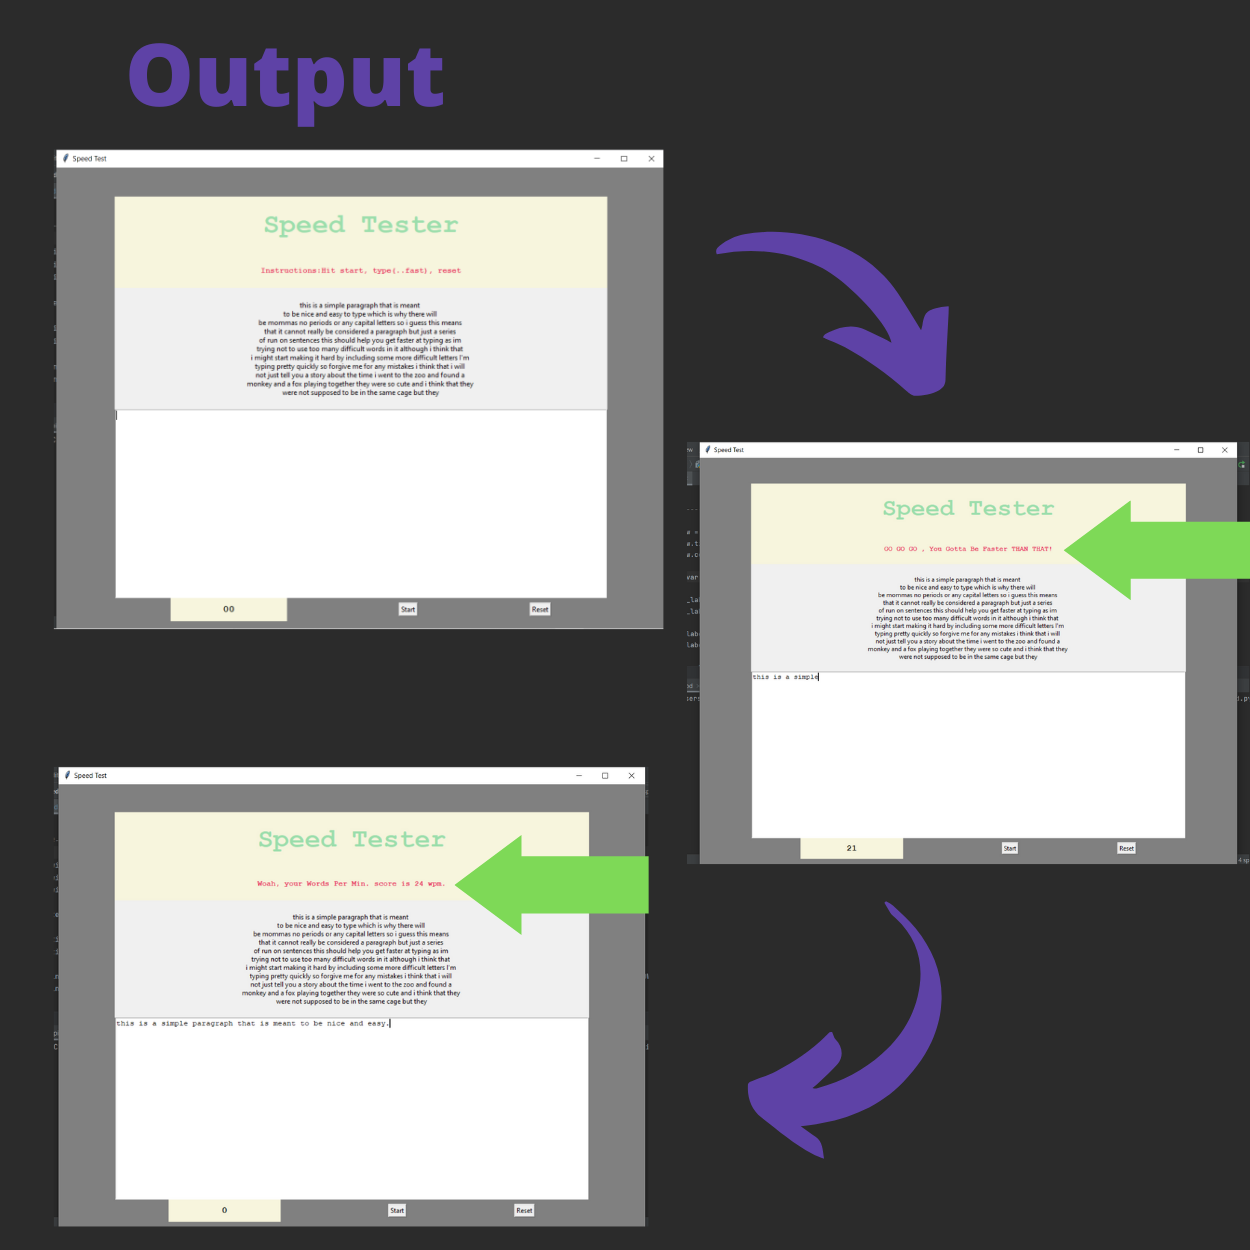 Output
Speed Test
Speed Tester
Instructions:Hit start, type(..fast), reset
this is a simple paragraph that is meant
to be nice and easy to type which is why there will
be mommas no periods or any capital letters so i guess this means
that it cannot really be considered a paragraph but just a series
of run on sentences this should help you get faster at typing as im
trying not to use too many difficult words in it although i think that
i might start making it hard by including some more difficult letters I'm
typing pretty quickly so forgive me for any mistakes i think that i will
not just tell you a story about the time i went to the zoo and found a
monkey and a fox playing together they were so cute and i think that they
were not supposed to be in the same cage but they
00
Start
Reset
Speed Test
Speed Tester
GO GO GO , You Gotta Be Faster THAN THAT!
this is a simple paragraph that is meant
to be nice and easy to type which is why there will
be mommas no periods or any capital letters so i guess this means
that it cannot really be considered a paragraph but just a series
of run on sentences this should help you get faster at typing as im
trying not to use too many difficult words in it although i think that
i might start making it hard by including some more difficult letters I'm
typing pretty quickly so forgive me for any mistakes i think that i will
not just tell you a story about the time i went to the zoo and found a
monkey and a fox playing together they were so cute and i think that they
were not supposed to be in the same cage but they
this is a simple
21
Start
Reset
Speed Test
Speed Tester
Woah, your Words Per Min. score is 24 wpm.
this is a simple paragraph that is meant
to be nice and easy to type which is why there will
be mommas no periods or any capital letters so i guess this means
that it cannot really be considered a paragraph but just a series
of run on sentences this should help you get faster at typing as im
trying not to use too many difficult words in it although i think that
i might start making it hard by including some more difficult letters I'm
typing pretty quickly so forgive me for any mistakes i think that i will
not just tell you a story about the time i went to the zoo and found a
monkey and a fox playing together they were so cute and i think that they
were not supposed to be in the same cage but they
this is a simple paragraph that is meant to be nice and easy.
0
Start
Reset